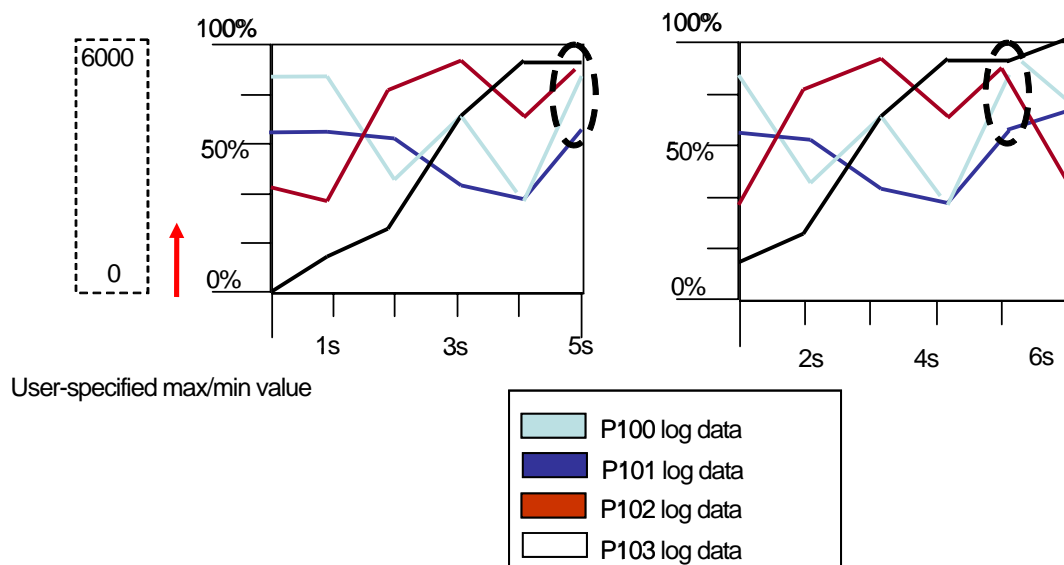 6000
0
100%
50%
0%
1s 3s 5s
User-specified max/min value
100%
50%
0%
2s 4s 6s
P100 log data
P101 log data
P102 log data
P103 log data